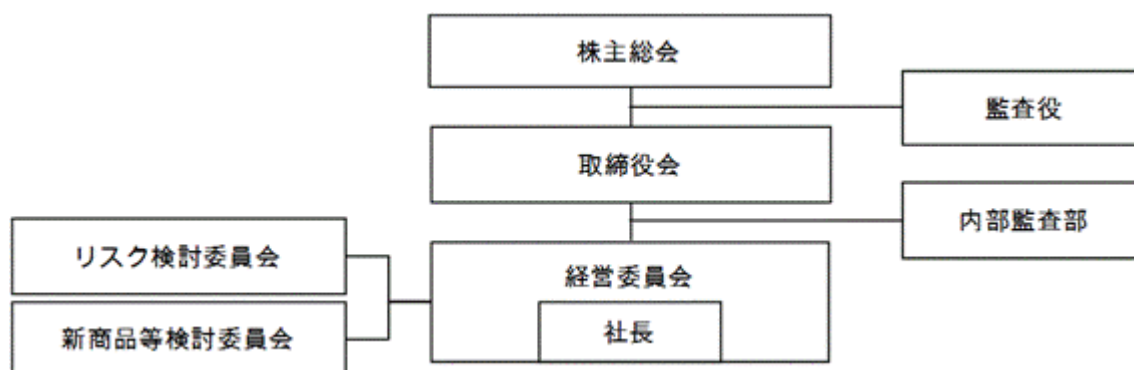 株主総会
監査役
取締役会
内部監査部
リスク検討委員会
経営委員会
社長
新商品等検討委員会